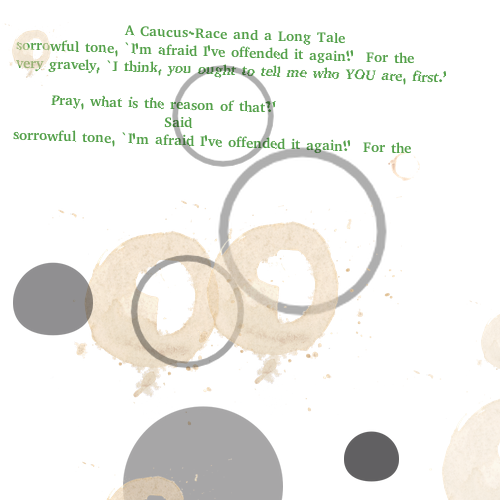 A Caucus-Race and a Long Tale
sorrowful tone, `I'm afraid I've offended it again!'  For the
very gravely, `I think, you ought to tell me who YOU are, first.'
Pray, what is the reason of that?'
Said
sorrowful tone, `I'm afraid I've offended it again!'  For the